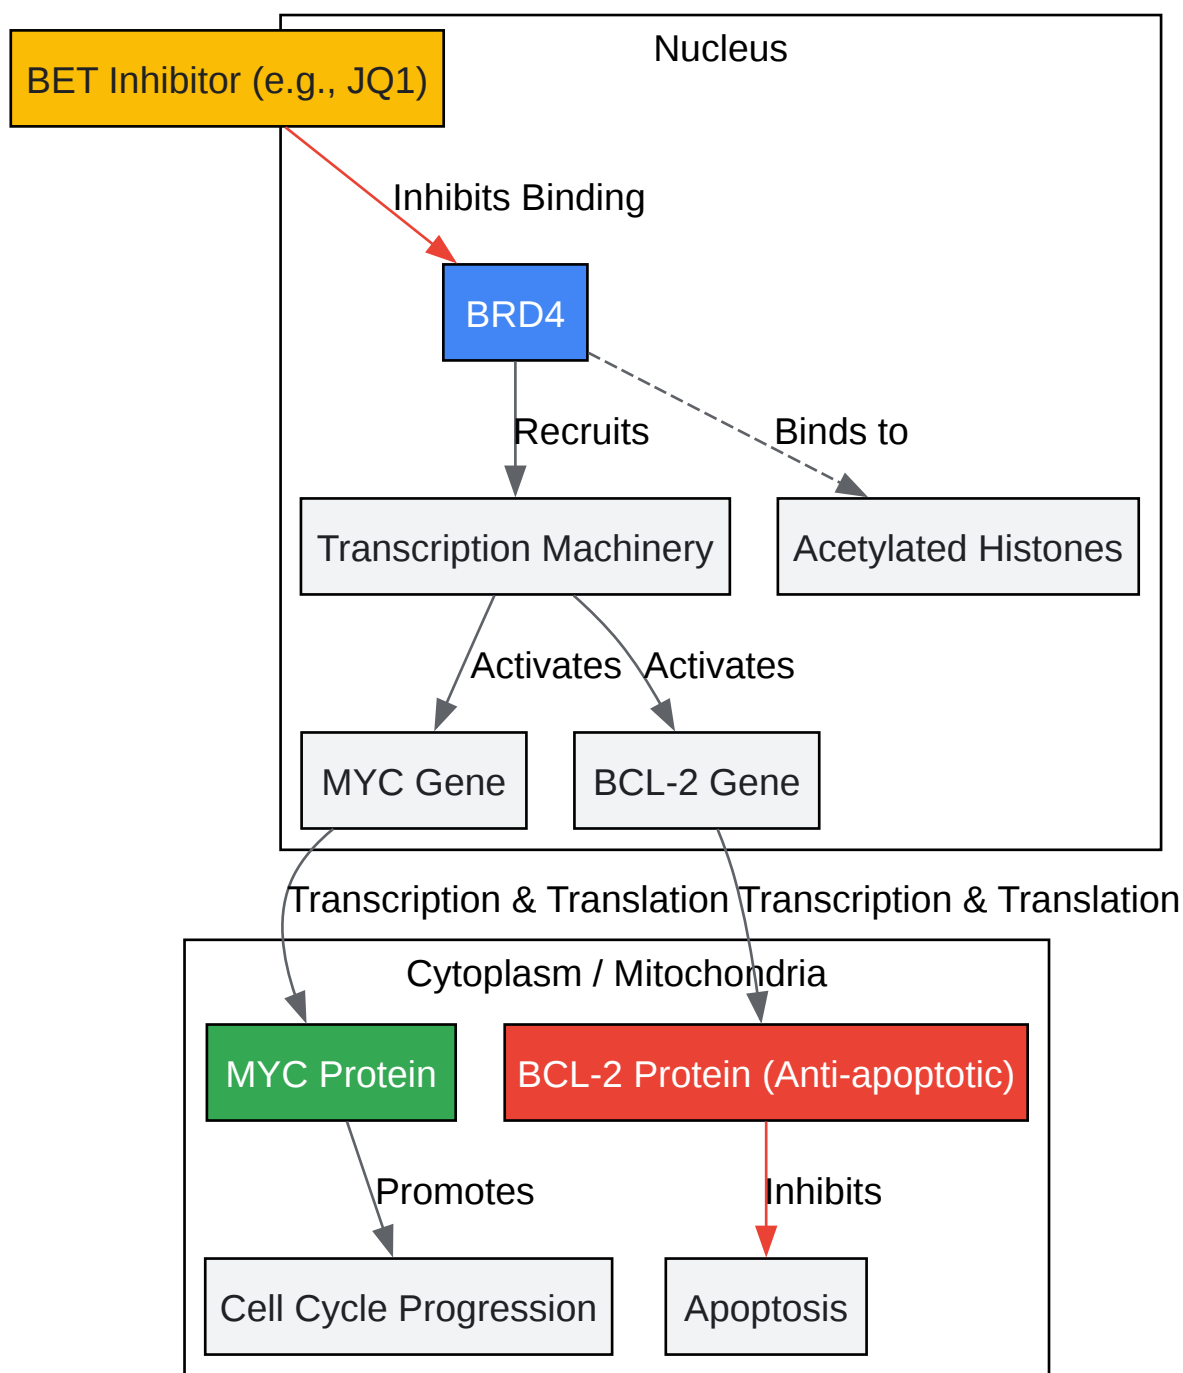 Nucleus
BET Inhibitor (e.g., JQ1)
Inhibits Binding
BRD4
Recruits
Binds to
Transcription Machinery
Acetylated Histones
Activates
Activates
MYC Gene
BCL-2 Gene
Transcription & Translation
Transcription & Translation
Cytoplasm / Mitochondria
MYC Protein
BCL-2 Protein (Anti-apoptotic)
Promotes
Inhibits
Cell Cycle Progression
Apoptosis